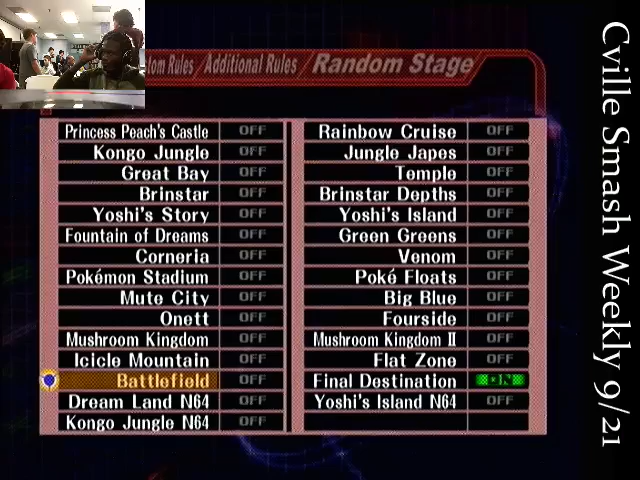 om Rules / Additional Rules / Random Stage
Princess Peach's Castle OFF Rainbow Cruise OFF
Kongo Jungle OFF Jungle Japes OFF
Great Bay OFF Temple OFF
Brinstar OFF Brinstar Depths OFF
Yoshi's Story OFF Yoshi's Island OFF
Fountain of Dreams OFF Green Greens OFF
Corneria OFF Venom OFF
Pokémon Stadium OFF Poké Floats OFF
Mute City OFF Big Blue OFF
Onett OFF Fourside OFF
Mushroom Kingdom OFF Mushroom Kingdom II OFF
Icicle Mountain OFF Flat Zone OFF
Battlefield OFF Final Destination
Dream Land N64 OFF Yoshi's Island N64 OFF
Kongo Jungle N64 OFF
Cville Smash Weekly 9/21